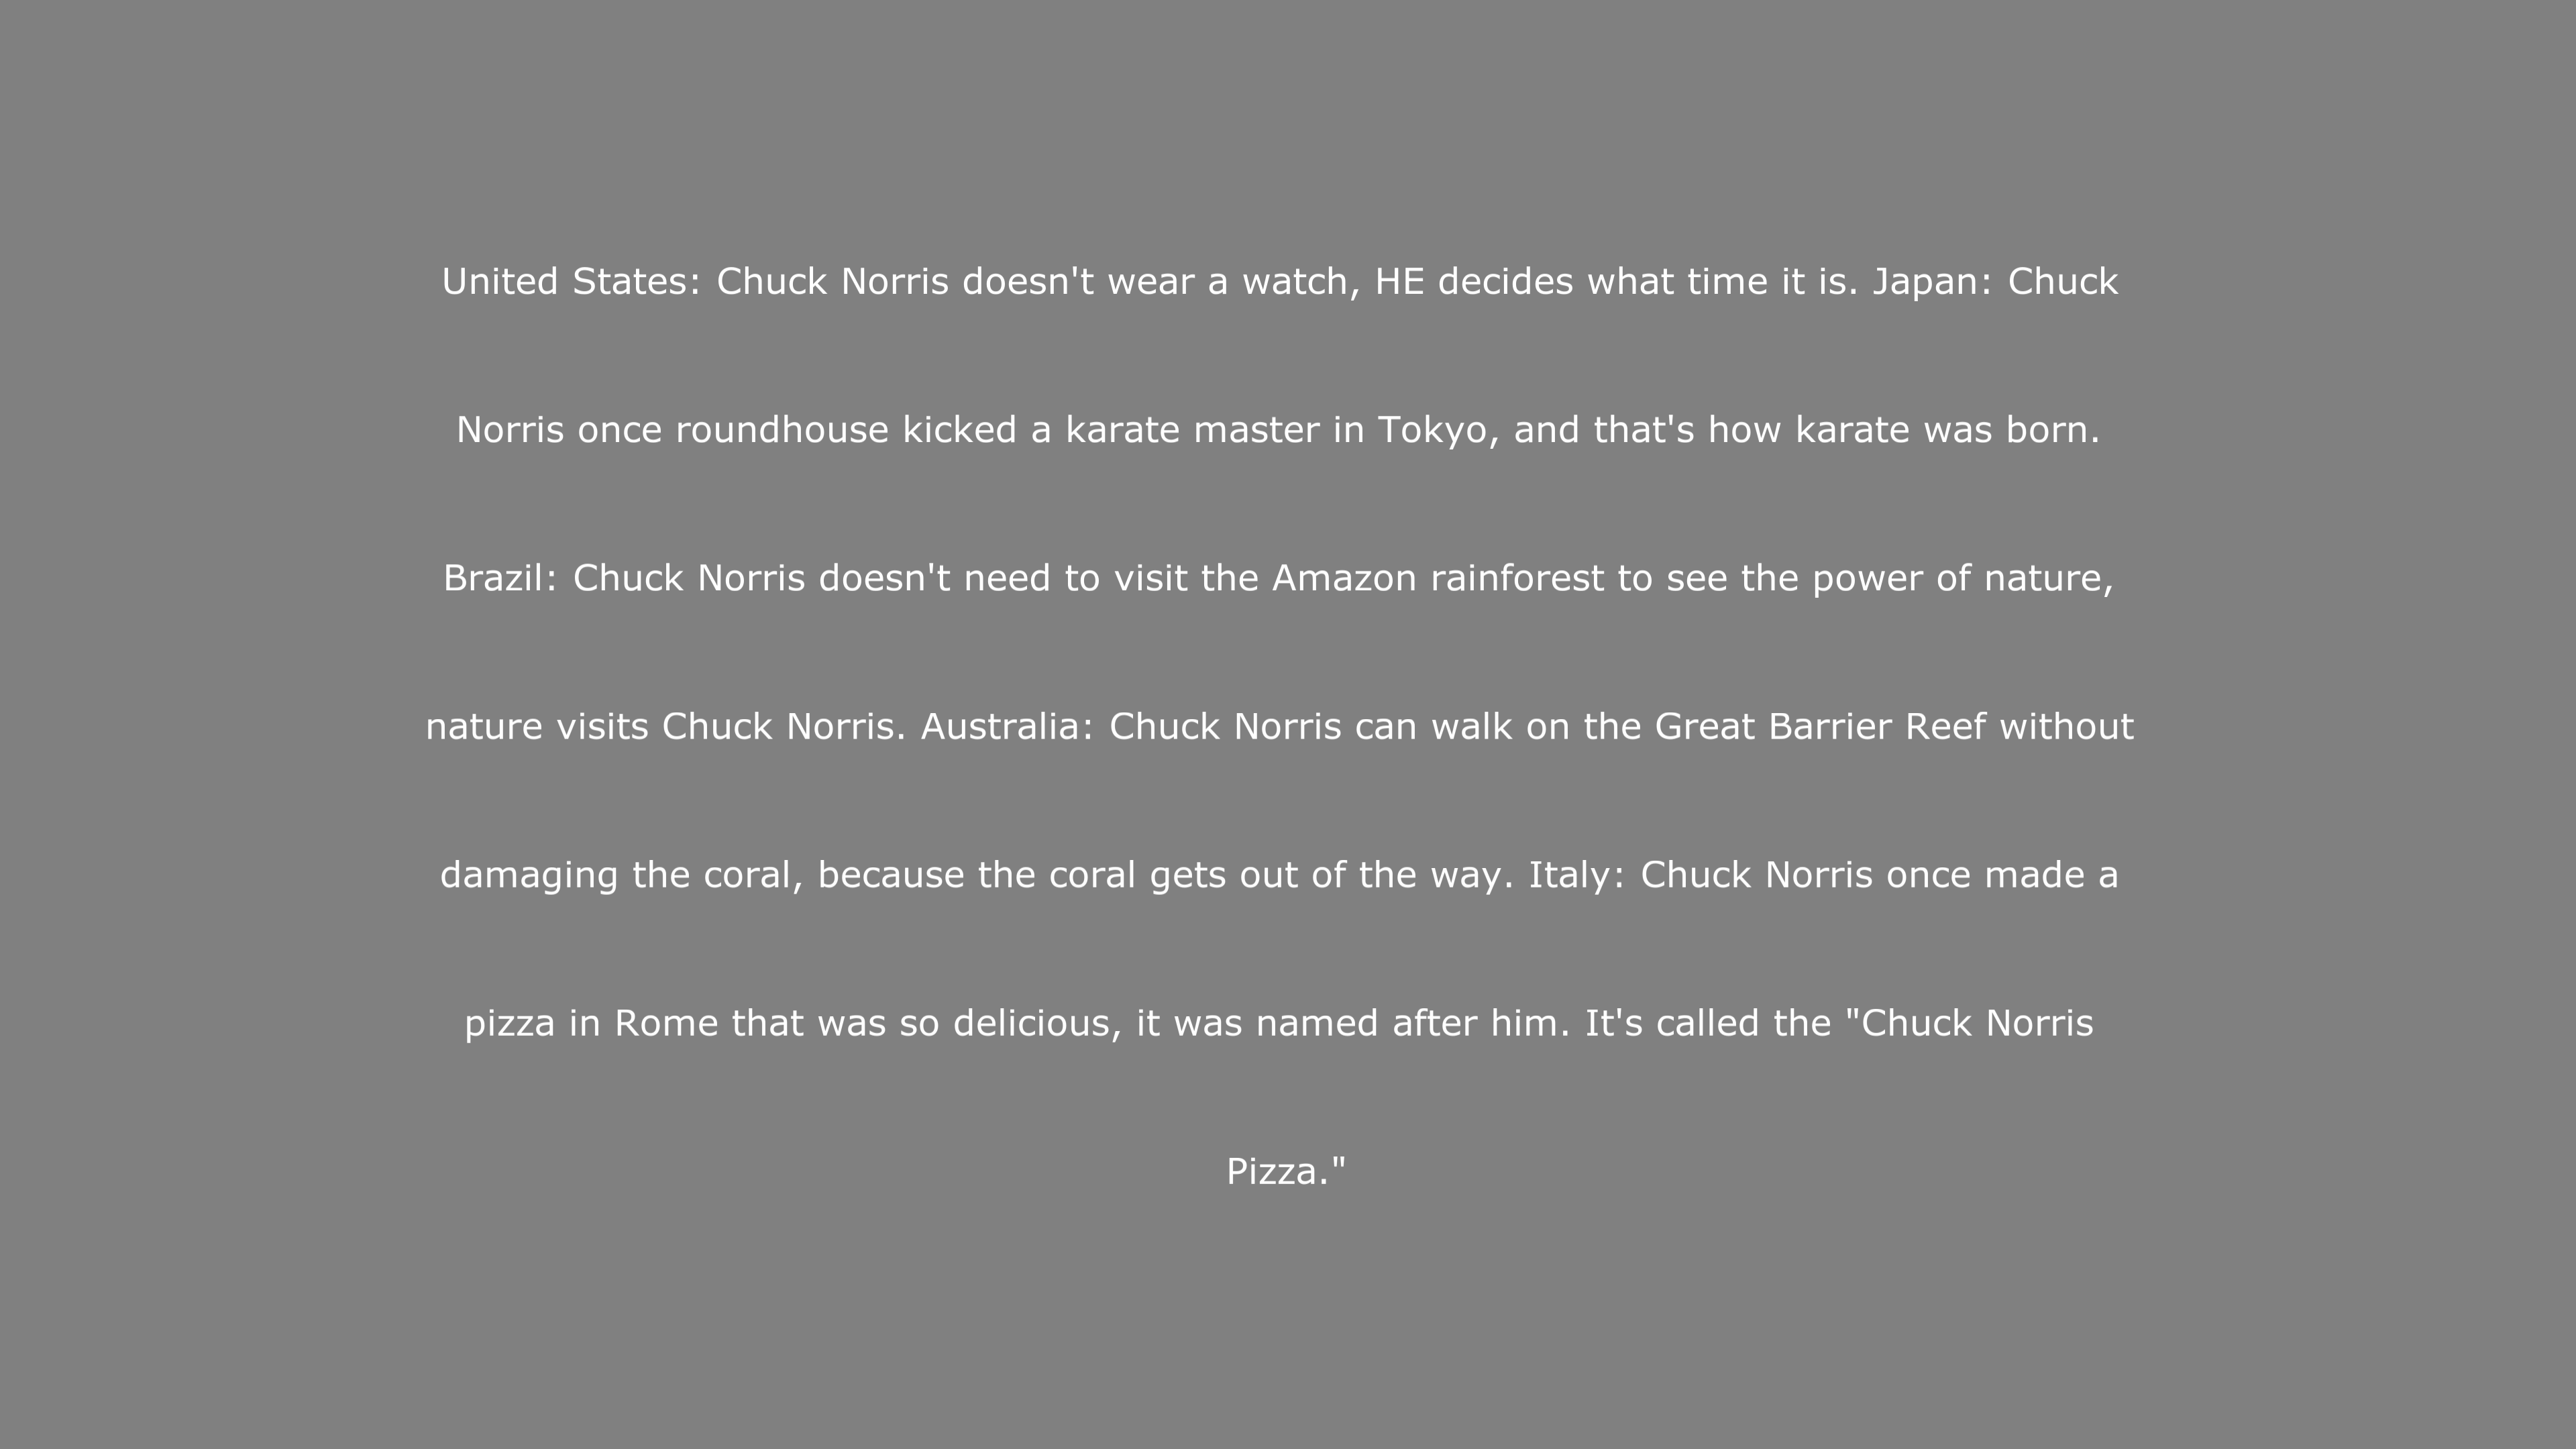 United States: Chuck Norris doesn't wear a watch, HE decides what time it is. Japan: Chuck
Norris once roundhouse kicked a karate master in Tokyo, and that's how karate was born.
Brazil: Chuck Norris doesn't need to visit the Amazon rainforest to see the power of nature,
nature visits Chuck Norris. Australia: Chuck Norris can walk on the Great Barrier Reef without
damaging the coral, because the coral gets out of the way. Italy: Chuck Norris once made a
pizza in Rome that was so delicious, it was named after him. It's called the "Chuck Norris
Pizza."